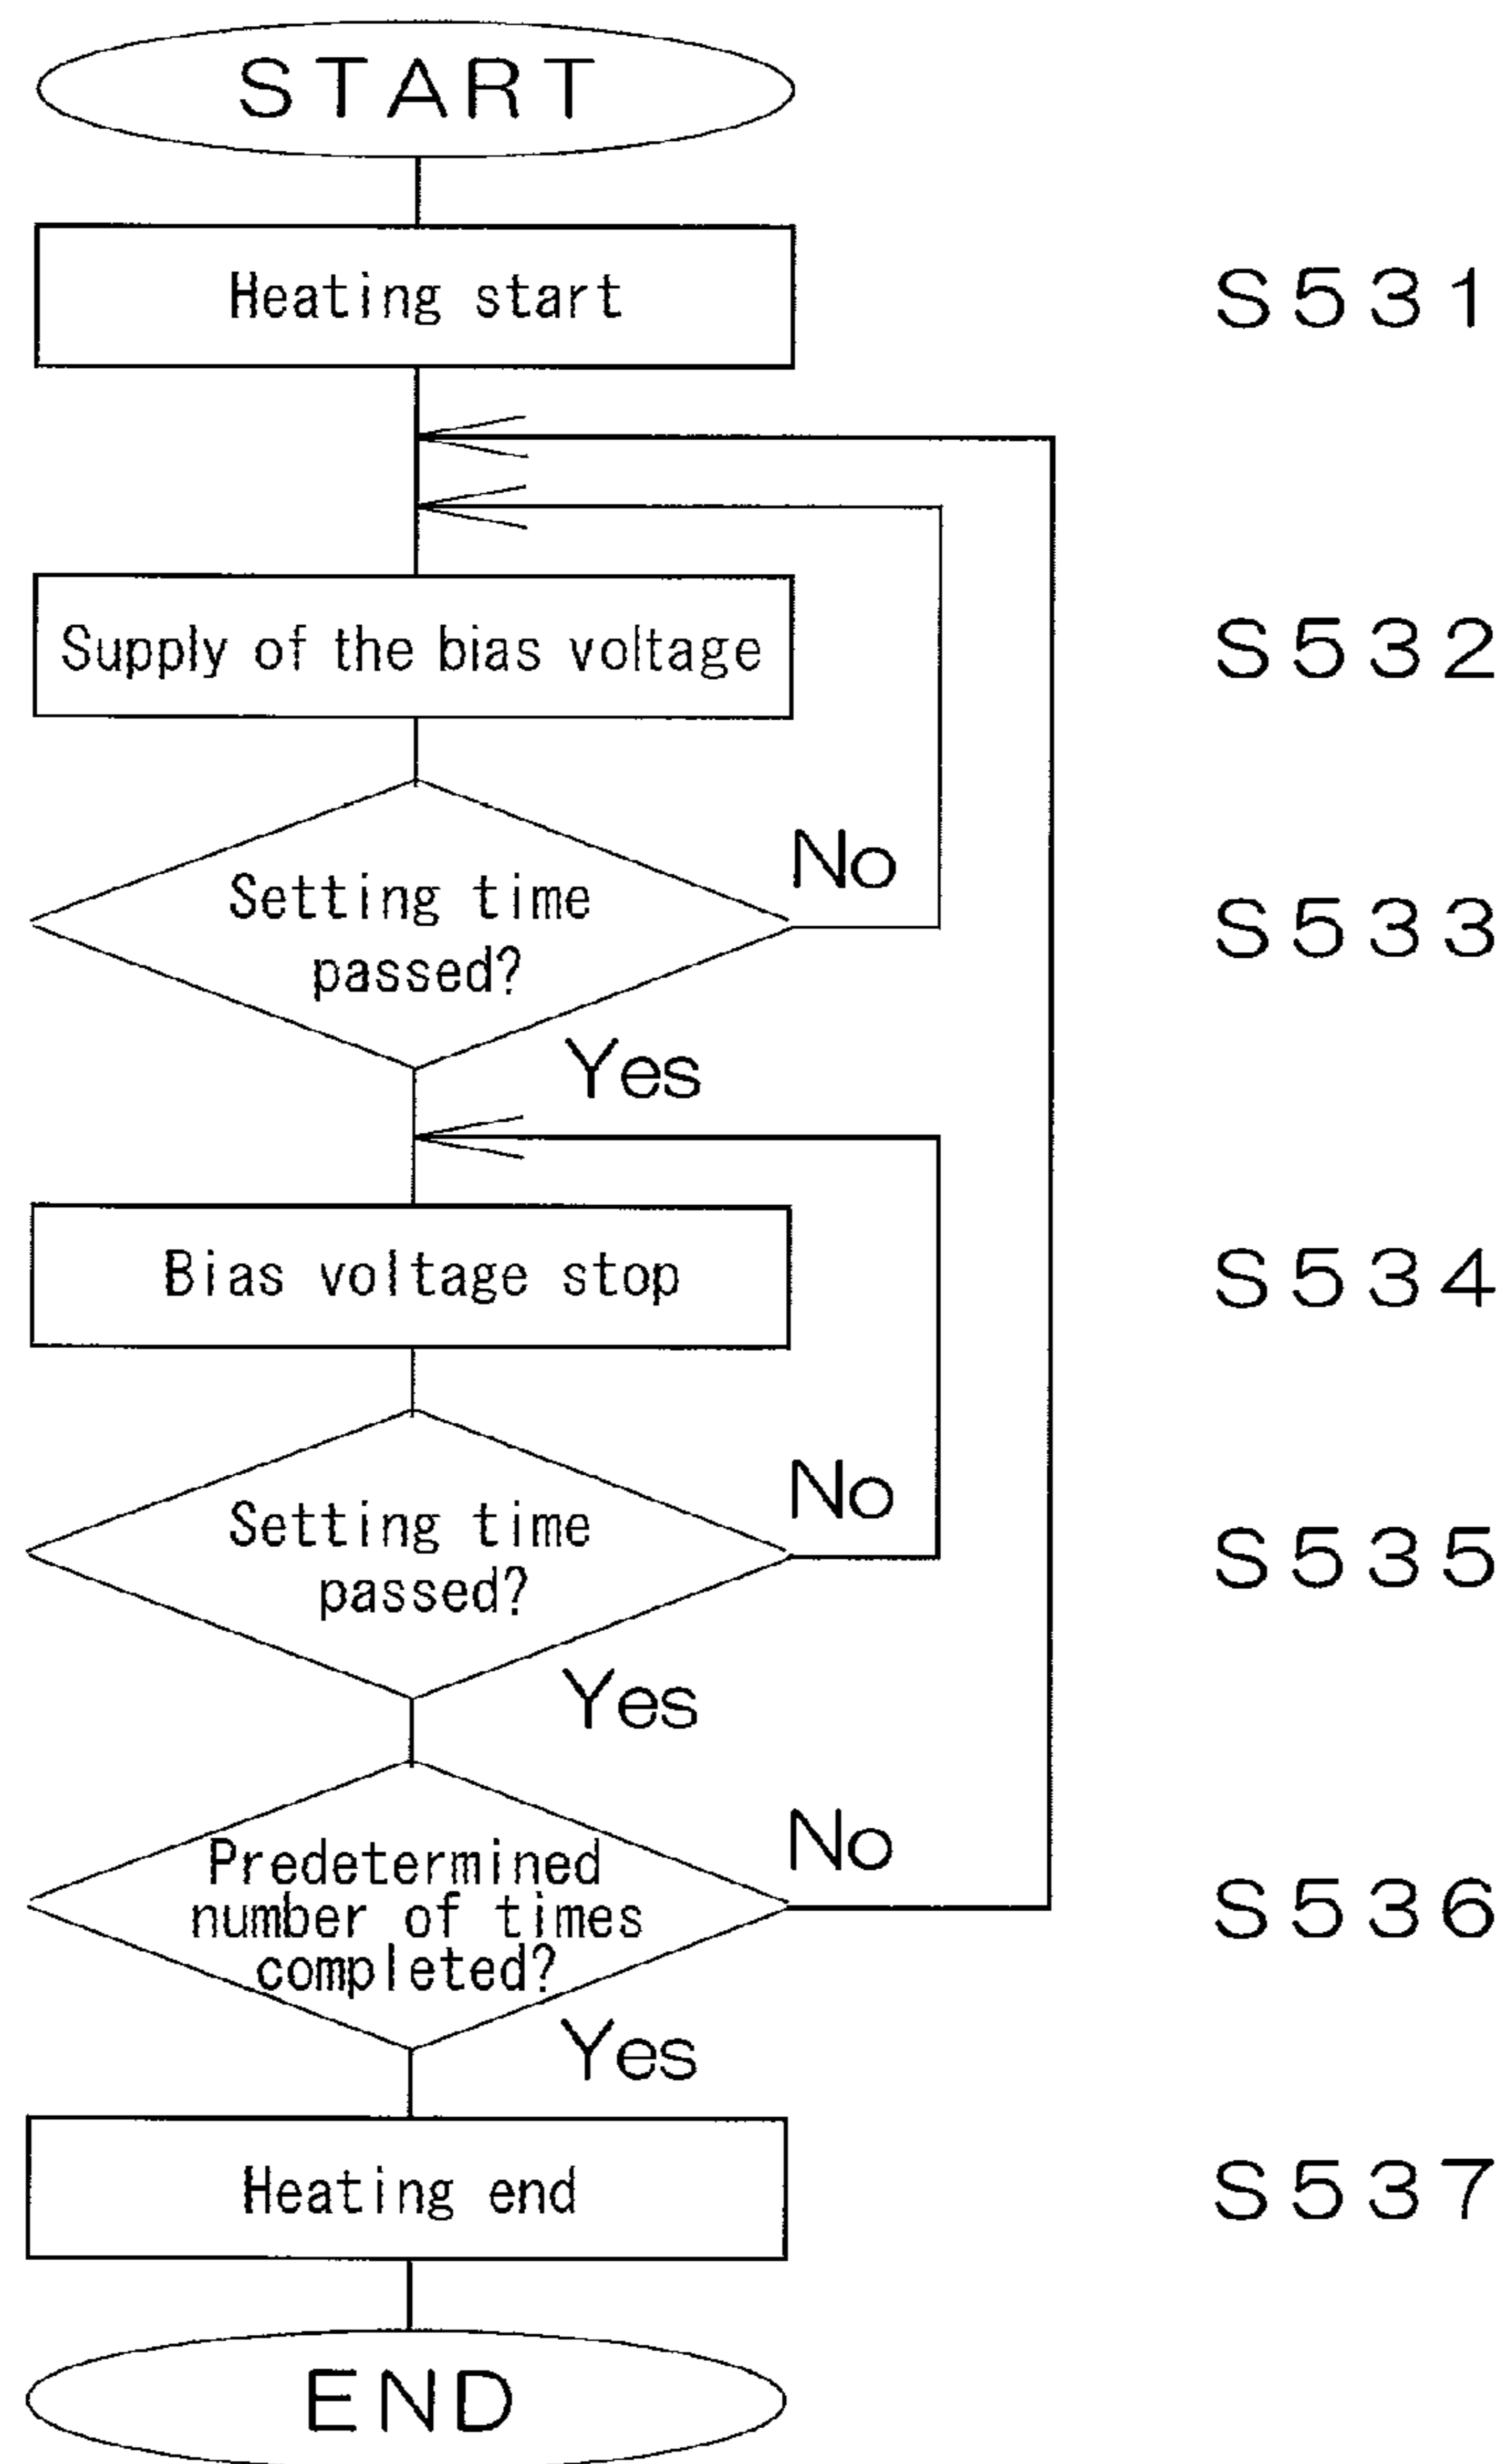 START
Heating start
S531
Supply of the bias voltage
S532
No
Setting time
passed?
S533
Yes
Bias voltage stop
S534
No
Setting time
passed?
S535
Yes
No
Predetermined
number of times
completed?
S536
Yes
Heating end
S537
END